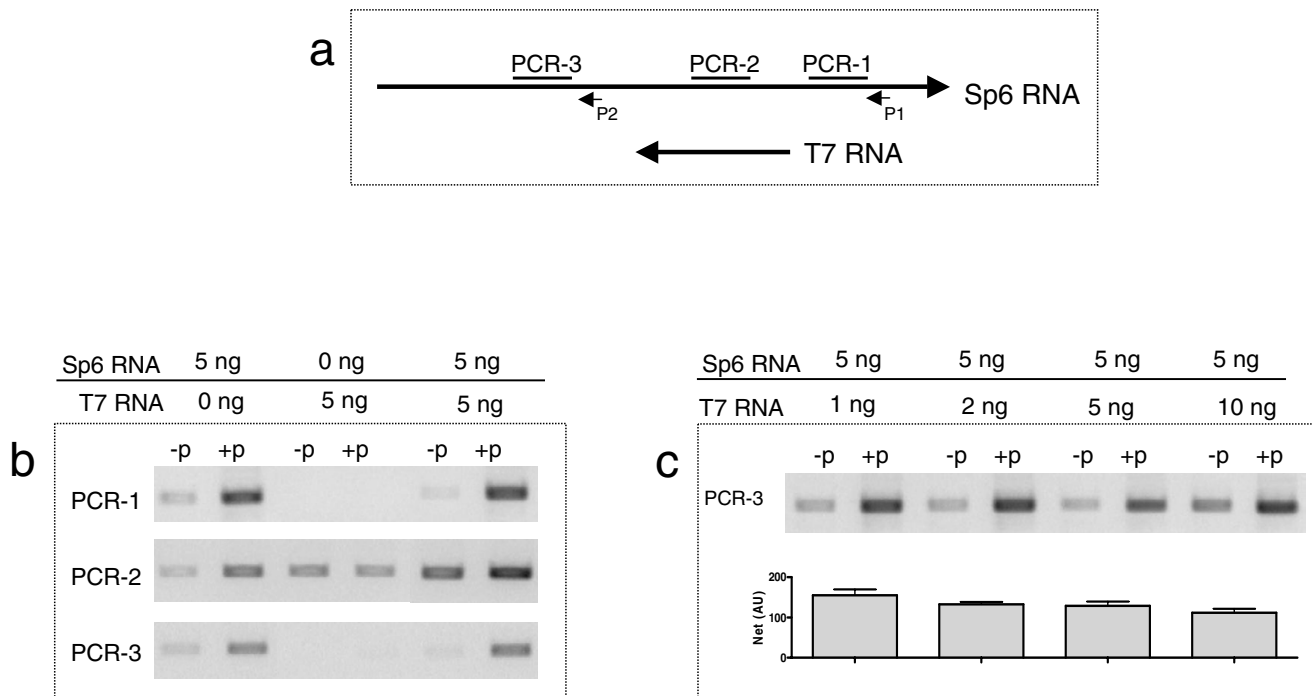 a
PCR-3 PCR-2 PCR-1
Sp6 RNA
P2 P1
T7 RNA
Sp6 RNA 5 ng 0 ng 5 ng
T7 RNA 0 ng 5 ng 5 ng
b
-p +p -p +p -p +p
PCR-1
PCR-2
PCR-3
Sp6 RNA 5 ng 5 ng 5 ng 5 ng
T7 RNA 1 ng 2 ng 5 ng 10 ng
c
-p +p -p +p -p +p -p +p
PCR-3
Net (AU)
200
100
0